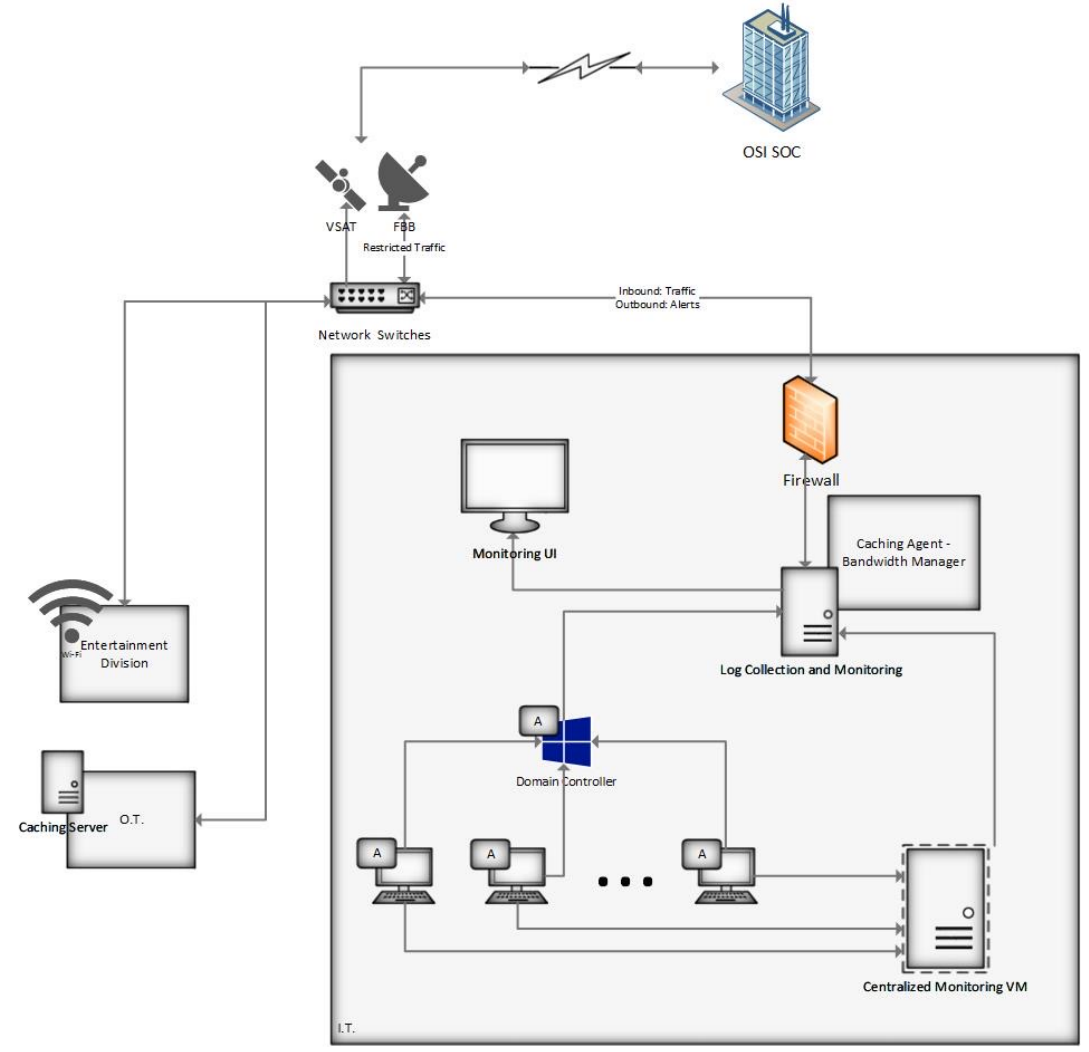 OSI SOC
VSAT
FBB
Restricted Traffic
Inbound: Traffic
Outbound: Alerts
Network Switches
Firewall
Caching Agent -
Bandwidth Manager
Monitoring UI
Log Collection and Monitoring
Wi-Fi
Entertainment
Division
A
Domain Controller
Caching Server
O.T.
A
A
A
Centralized Monitoring VM
I.T.